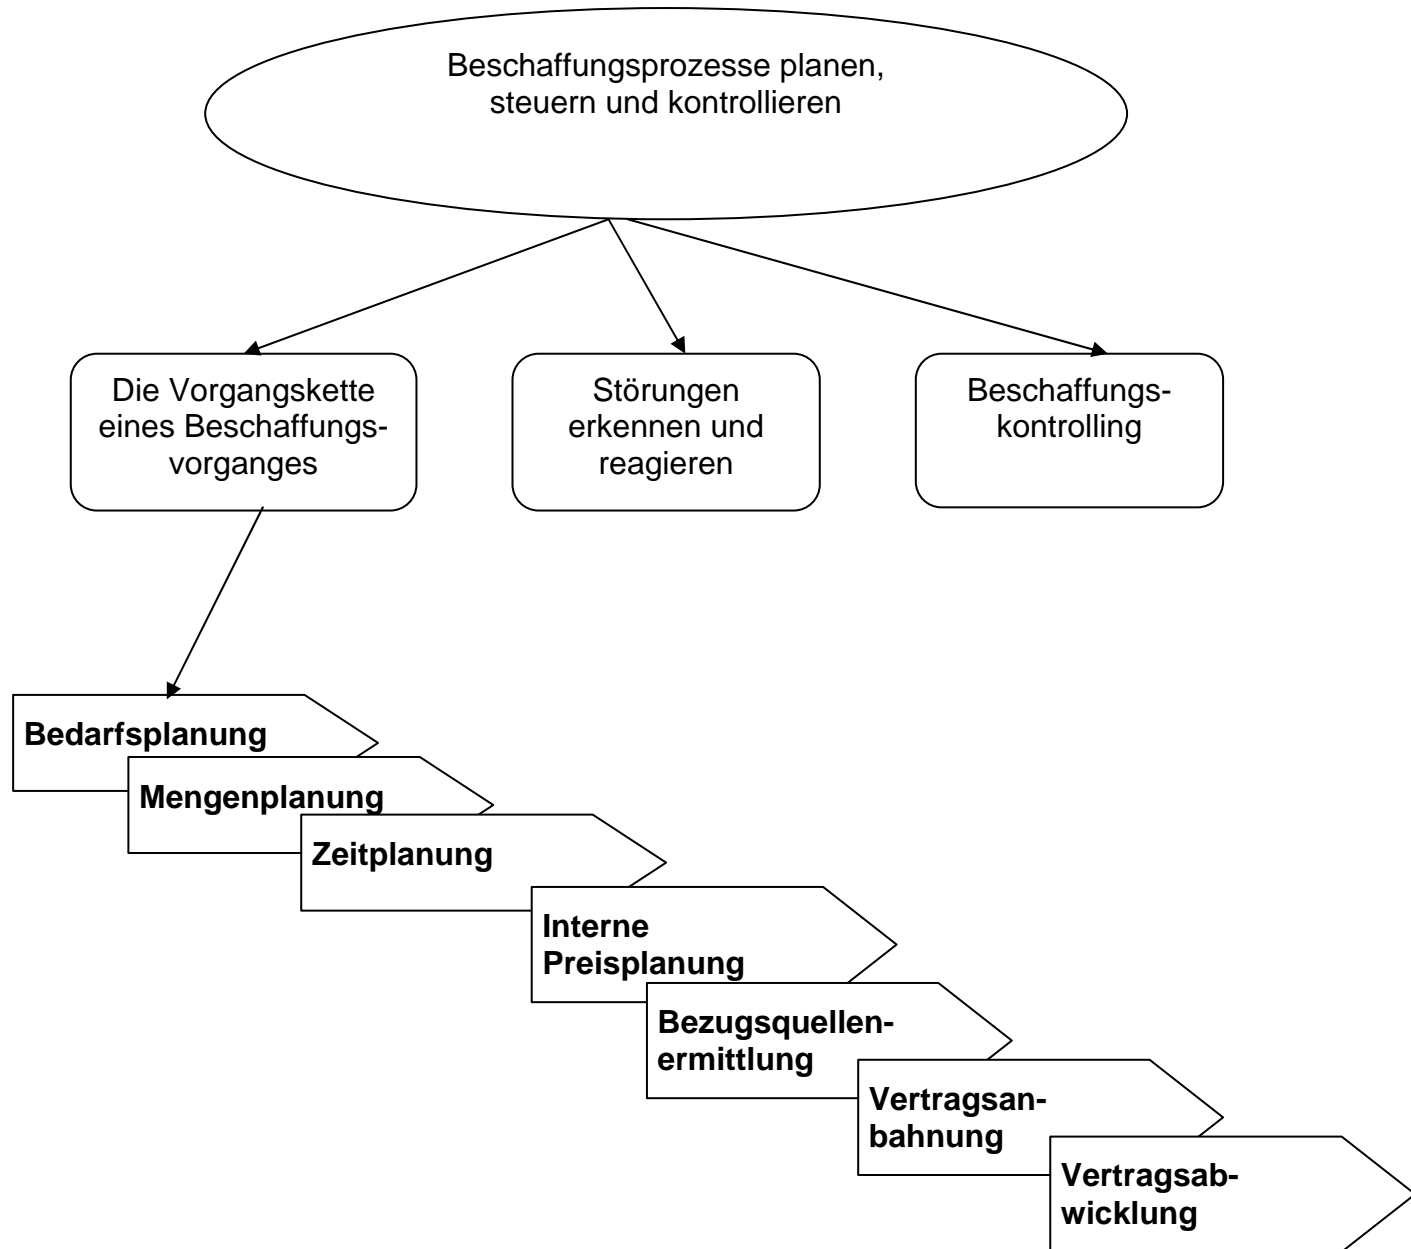 Beschaffungsprozesse planen,
steuern und kontrollieren
Die Vorgangskette
eines Beschaffungs-
vorganges
Störungen
erkennen und
reagieren
Beschaffungs-
kontrolling
Bedarfsplanung
Mengenplanung
Zeitplanung
Interne
Preisplanung
Bezugsquellen-
ermittlung
Vertragsan-
bahnung
Vertragsab-
wicklung